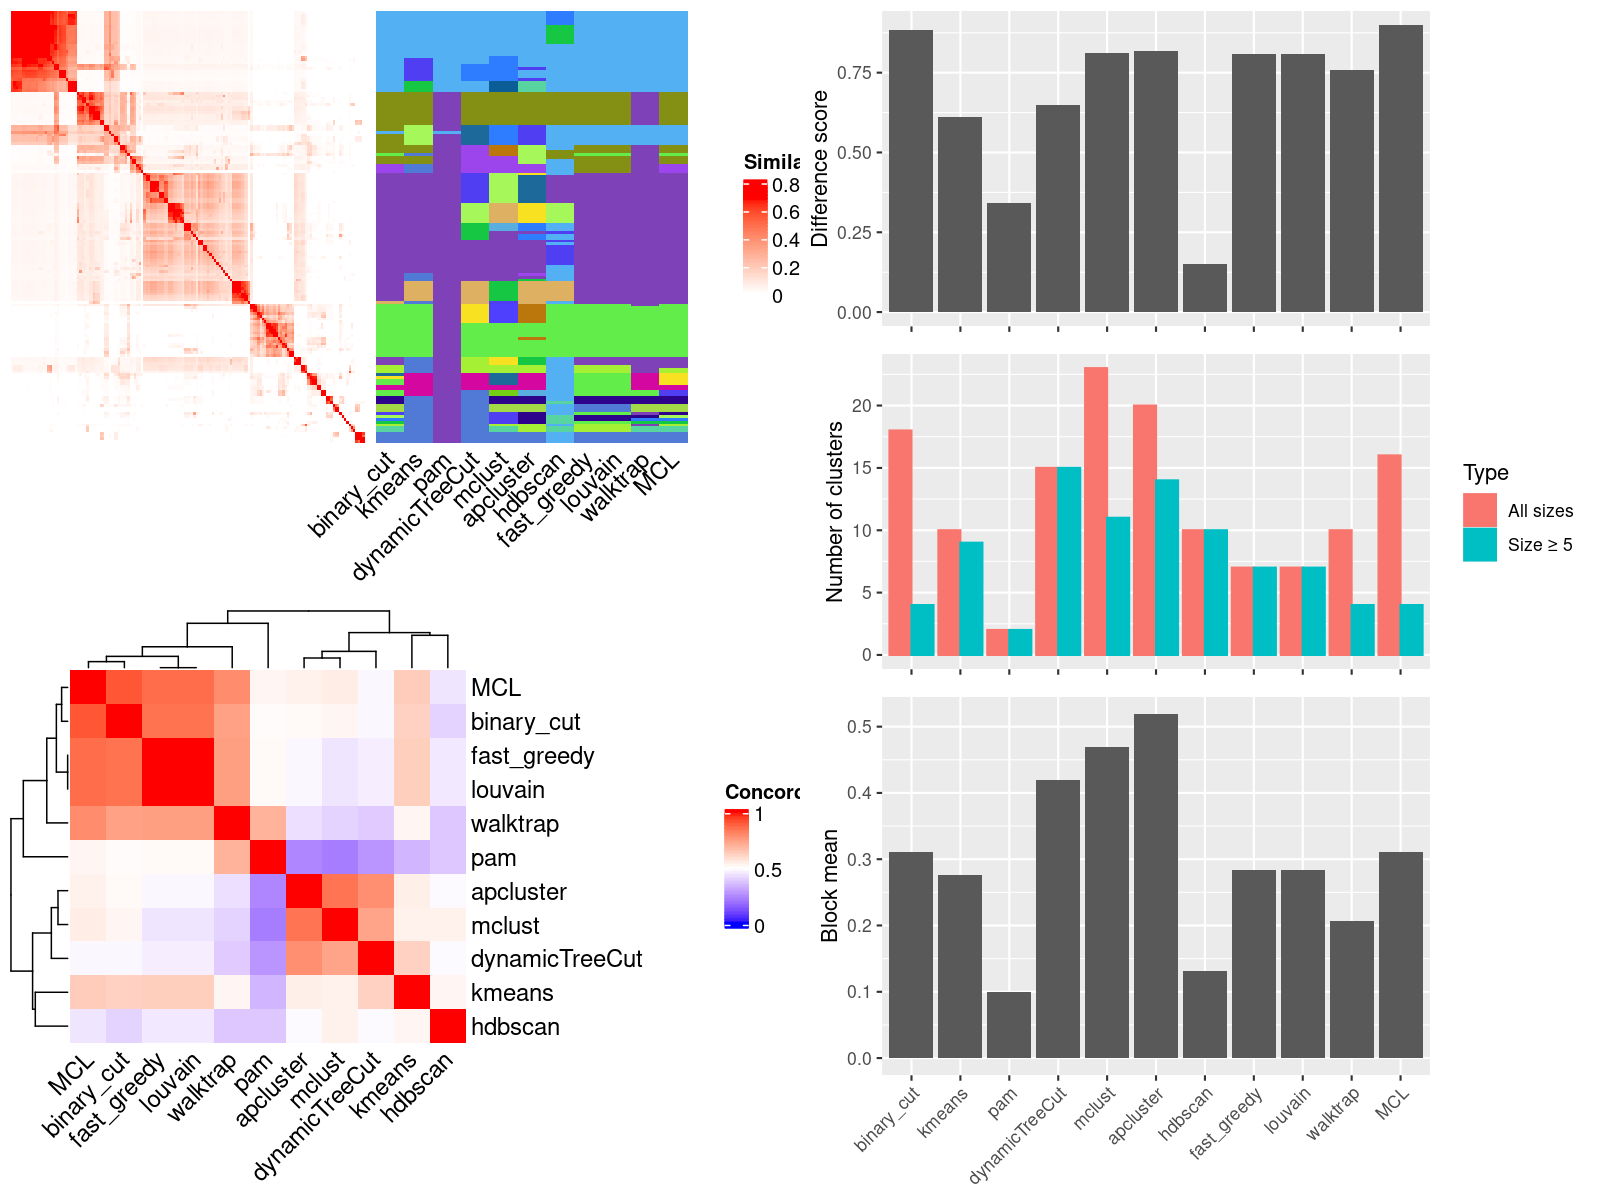 Simila
0.8
0.6
0.4
0.2
0
binary_cut
kmeans
pam
dynamicTreeCut
mclust
apcluster
hdbscan
fast_greedy
louvain
walktrap
MCL
Difference score
0.75
0.50
0.25
0.00
Number of clusters
20
15
10
5
0
Type
All sizes
Size ≥ 5
MCL
binary_cut
fast_greedy
louvain
walktrap
pam
apcluster
mclust
dynamicTreeCut
kmeans
hdbscan
MCL
binary_cut
fast_greedy
louvain
walktrap
pam
apcluster
mclust
dynamicTreeCut
kmeans
hdbscan
Concord
1
0.5
0
Block mean
0.5
0.4
0.3
0.2
0.1
0.0
binary_cut
kmeans
pam
dynamicTreeCut
mclust
apcluster
hdbscan
fast_greedy
louvain
walktrap
MCL